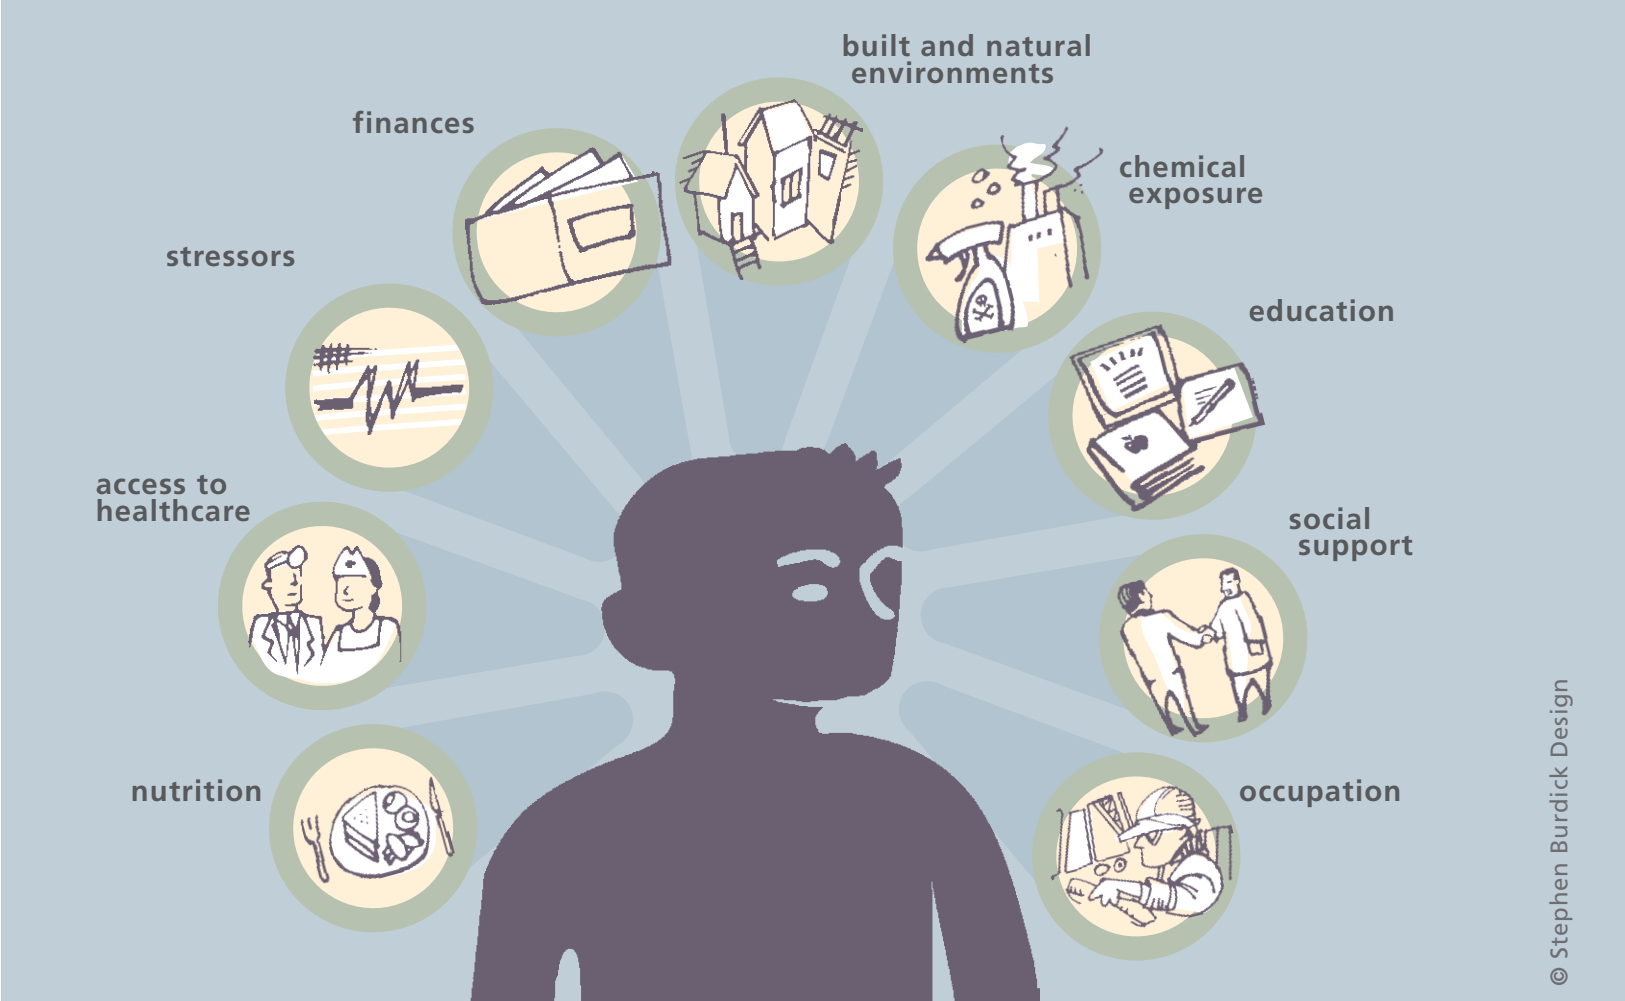 built and natural
environments
finances
chemical
exposure
stressors
education
access to
healthcare
social
support
nutrition
occupation
© Stephen Burdick Design